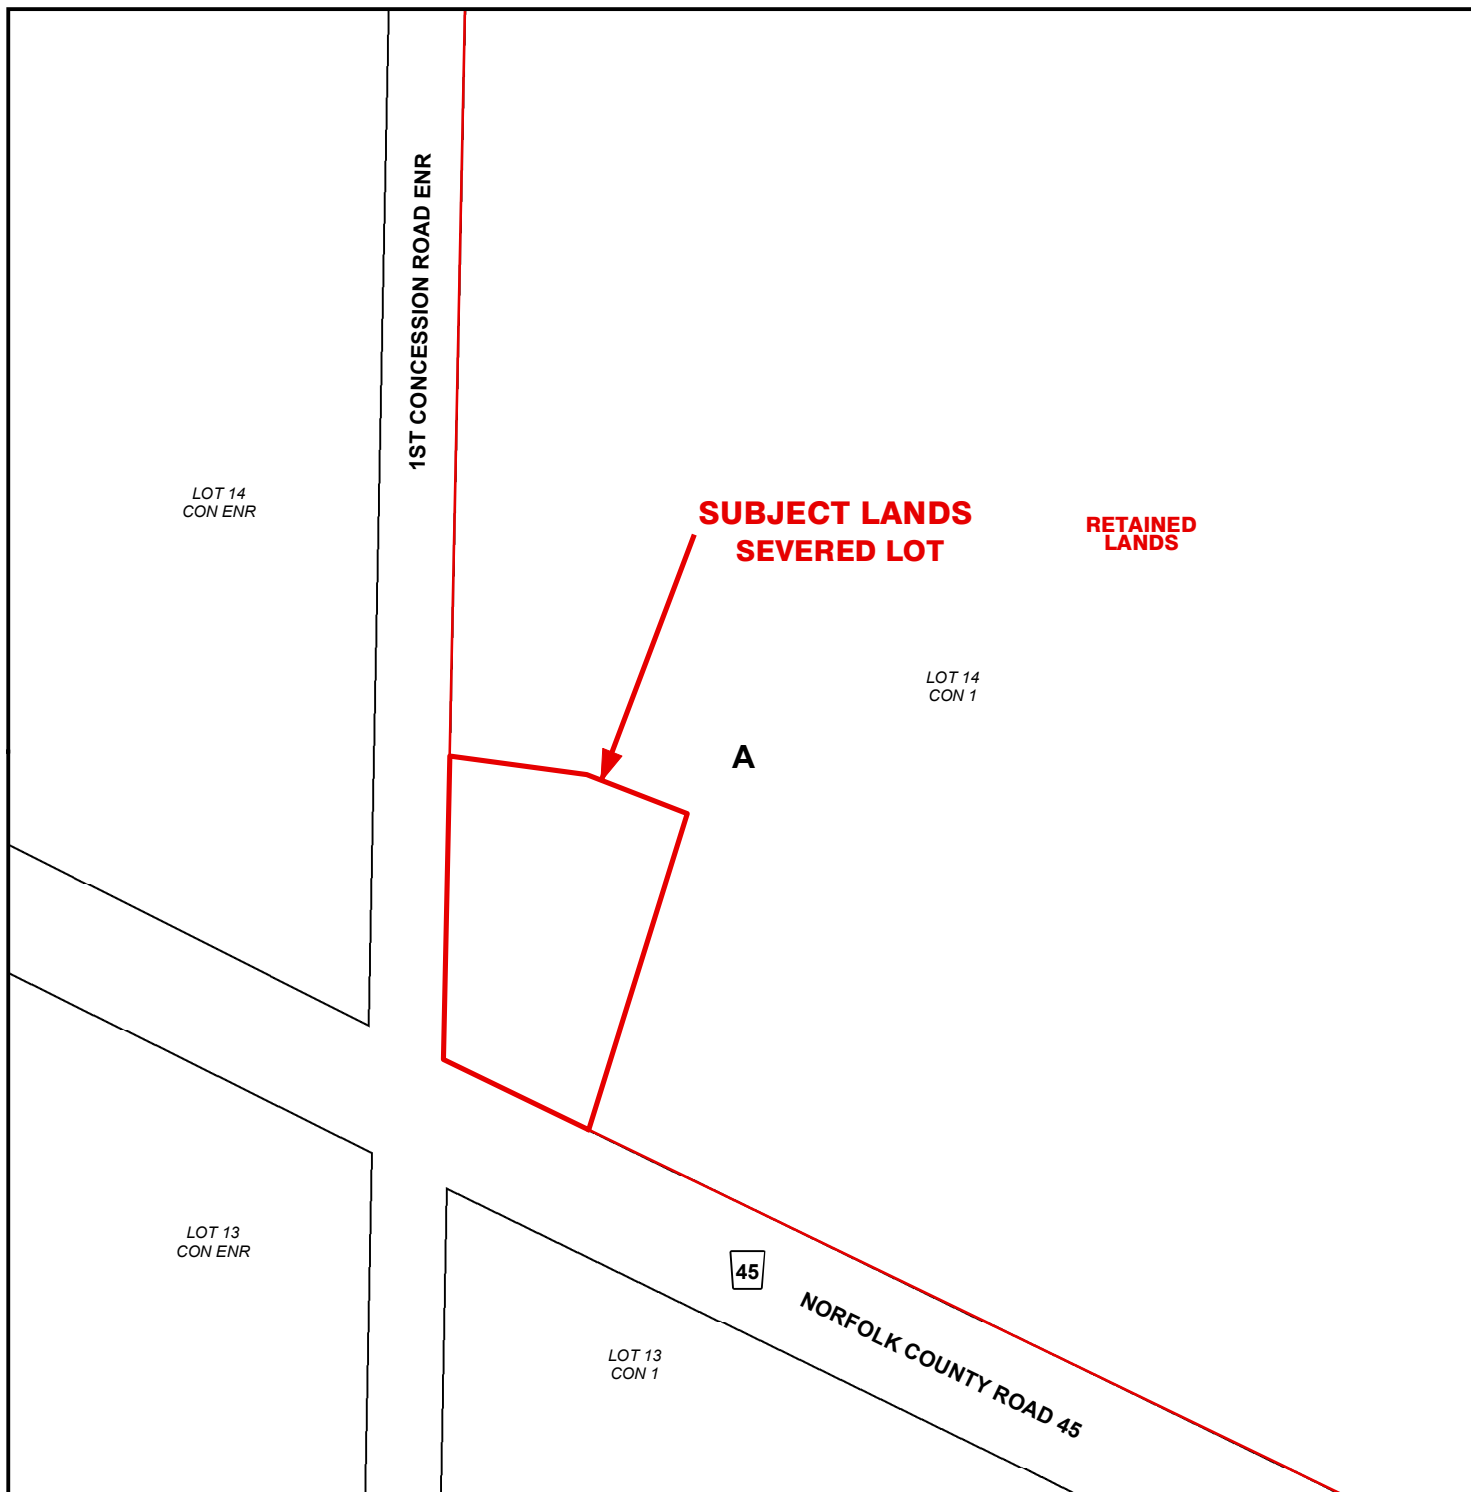 1ST CONCESSION ROAD ENR
LOT 14
CON ENR
SUBJECT LANDS
SEVERED LOT
RETAINED
LANDS
LOT 14
CON 1
A
LOT 13
CON ENR
45
NORFOLK COUNTY ROAD 45
LOT 13
CON 1